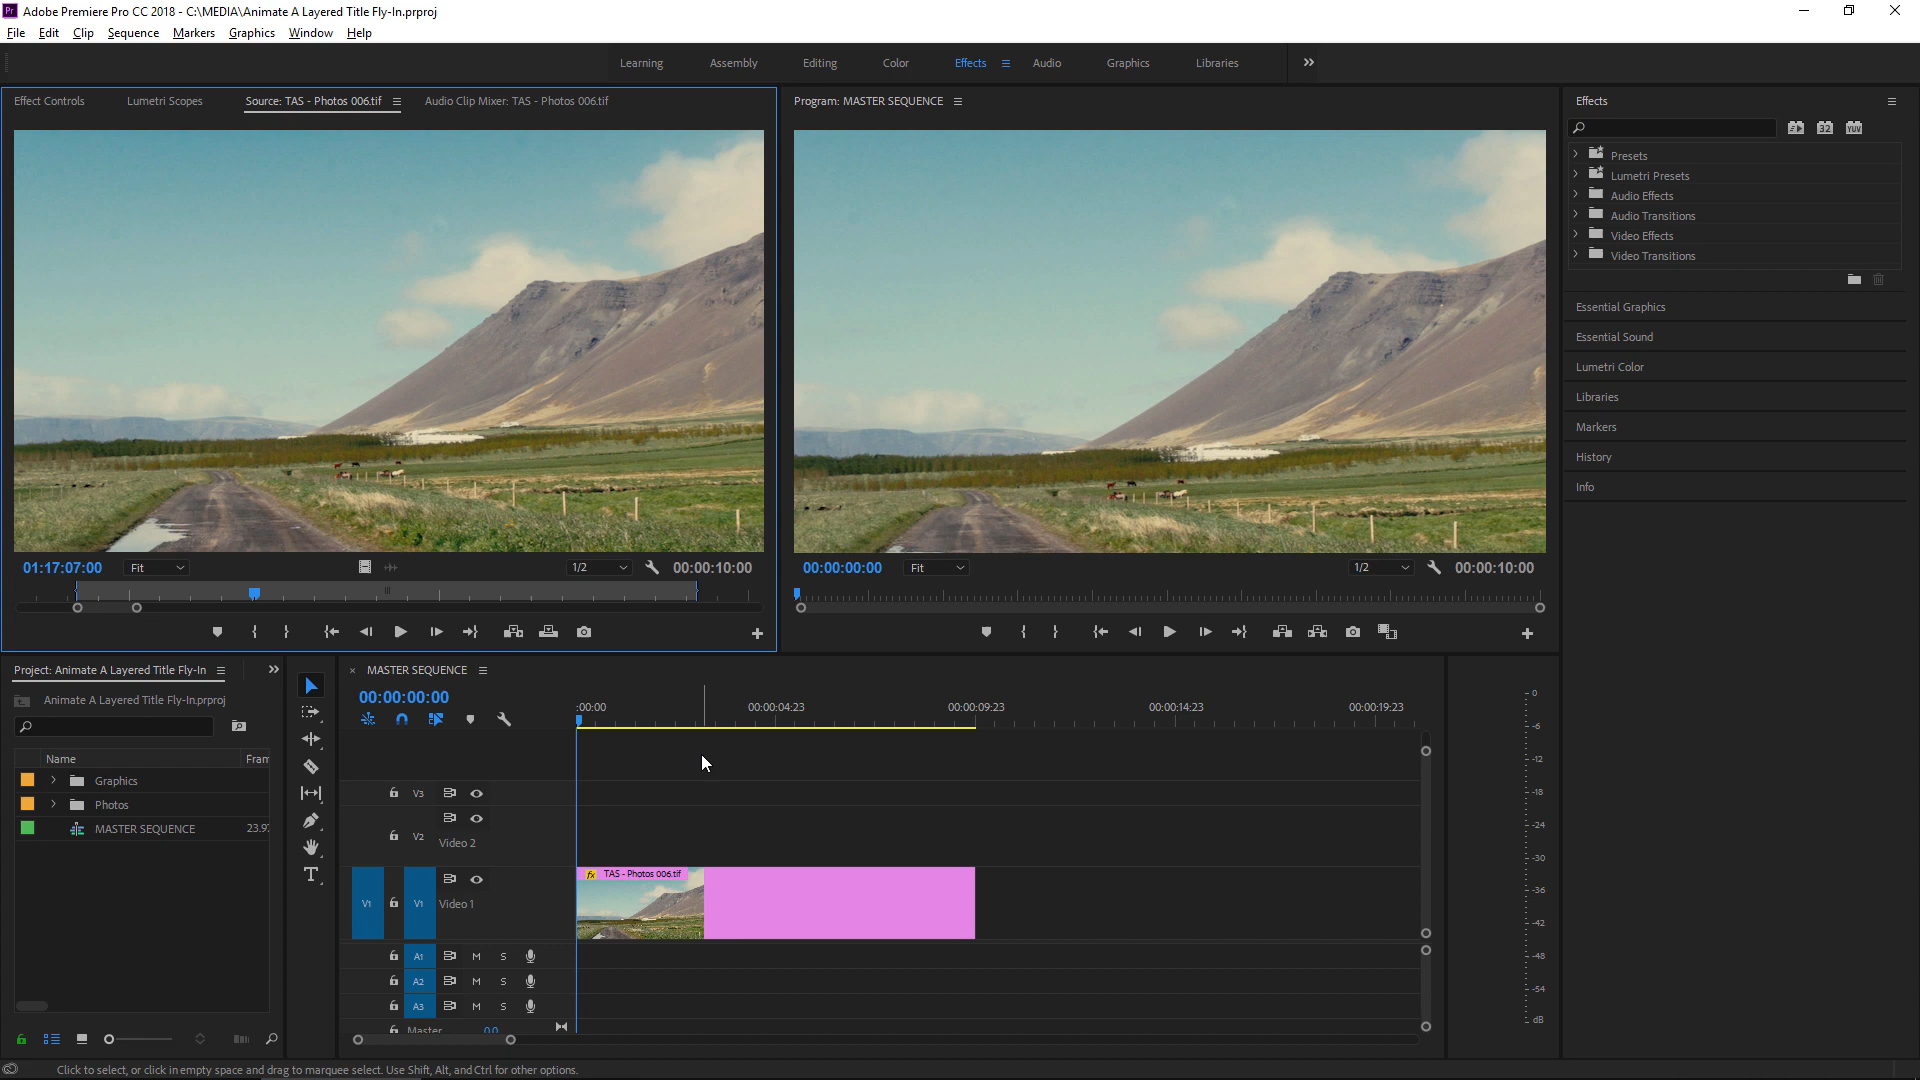 Pr Adobe Premiere Pro CC 2018 - C:\MEDIA\Animate A Layered Title Fly-In.prproj
File Edit Clip Sequence Markers Graphics Window Help
Learning Assembly Editing Color Effects Audio Graphics Libraries
Effect Controls Lumetri Scopes Source: TAS - Photos 006.tif Audio Clip Mixer: TAS - Photos 006.tif
Program: MASTER SEQUENCE
Effects
32 YUV
Presets
Lumetri Presets
Audio Effects
Audio Transitions
Video Effects
Video Transitions
Essential Graphics
Essential Sound
Lumetri Color
Libraries
Markers
History
Info
01:17:07:00 Fit 1/2 00:00:10:00
00:00:00:00 Fit 1/2 00:00:10:00
Project: Animate A Layered Title Fly-In
Animate A Layered Title Fly-In.prproj
Name Fram
Graphics
Photos
MASTER SEQUENCE 23.97
MASTER SEQUENCE
00:00:00:00
:00:00 00:00:04:23 00:00:09:23 00:00:14:23 00:00:19:23
V3
V2 Video 2
fx TAS - Photos 006.tif
V1 V1 Video 1
A1 M S
A2 M S
A3 M S
Master 0.0
0
-6
-12
-18
-24
-30
-36
-42
-48
-54
dB
Click to select, or click in empty space and drag to marquee select. Use Shift, Alt, and Ctrl for other options.